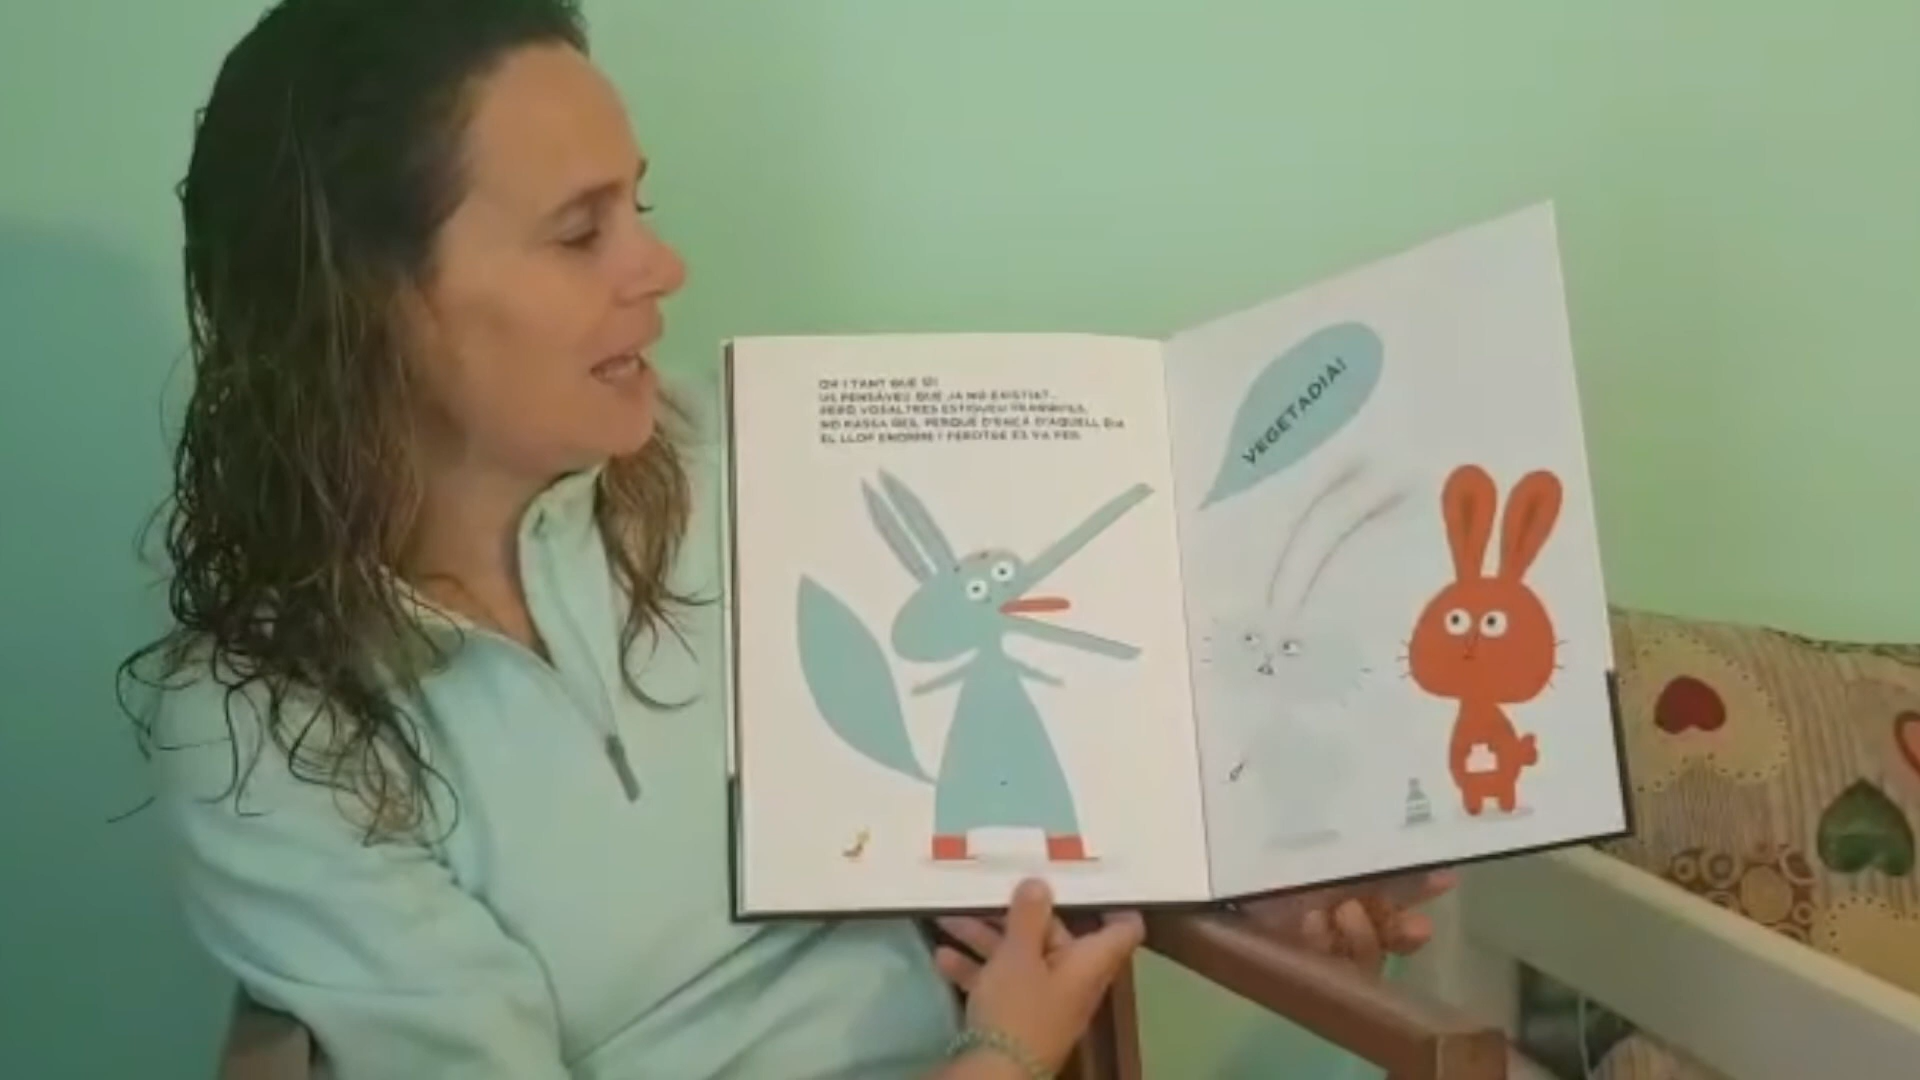 OH I TANT QUE SÍ!
US PENSÀVEU QUE JA NO EXISTIA?...
PERÒ VOSALTRES ESTIGUEU TRANQUILS,
NO PASSA RES, PERQUÈ D'ENÇÀ D'AQUELL DIA
EL LLOP ENORME I FEROTGE ES VA FER...
VEGETARIÀ!